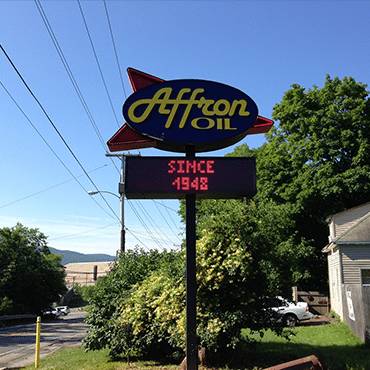 Affron
OIL
SINCE
1948